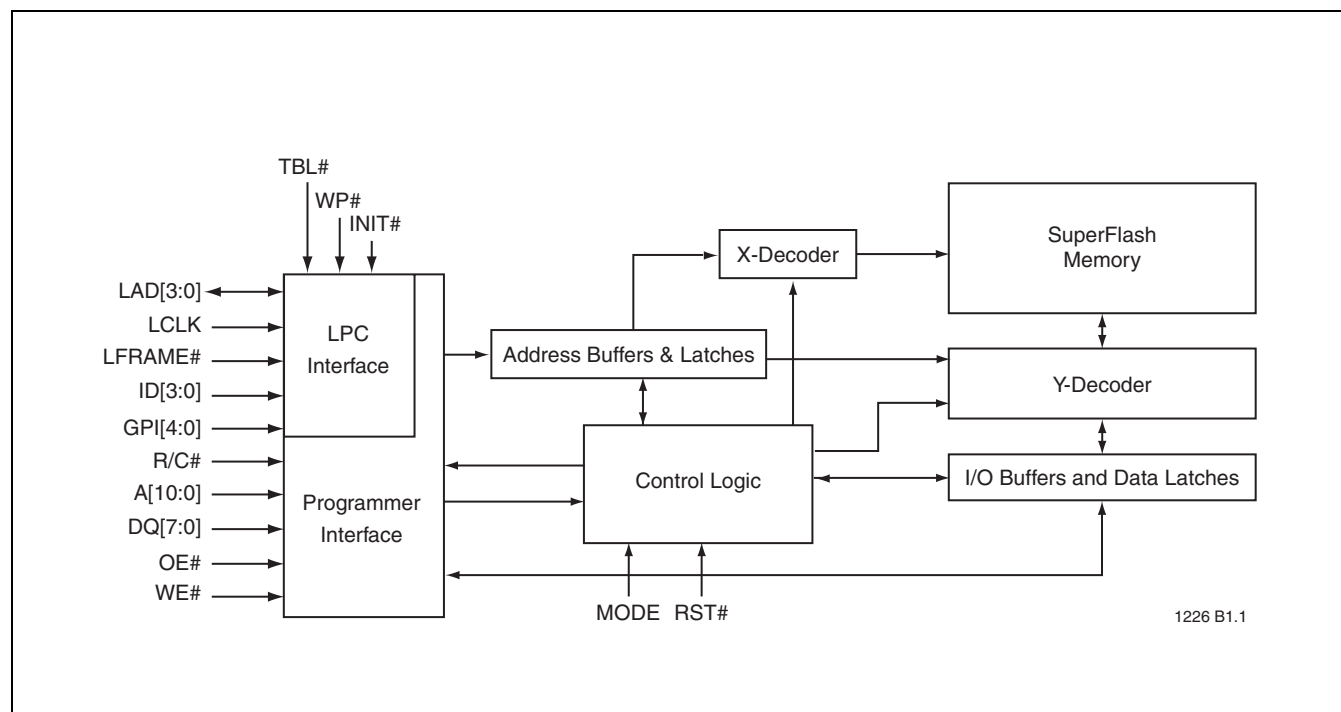 TBL#
WP#
INIT#
LAD[3:0]
LCLK
LFRAME#
ID[3:0]
GPI[4:0]
R/C#
A[10:0]
DQ[7:0]
OE#
WE#
LPC
Interface
Programmer
Interface
Address Buffers & Latches
X-Decoder
Control Logic
MODE
RST#
SuperFlash
Memory
Y-Decoder
I/O Buffers and Data Latches
1226 B1.1